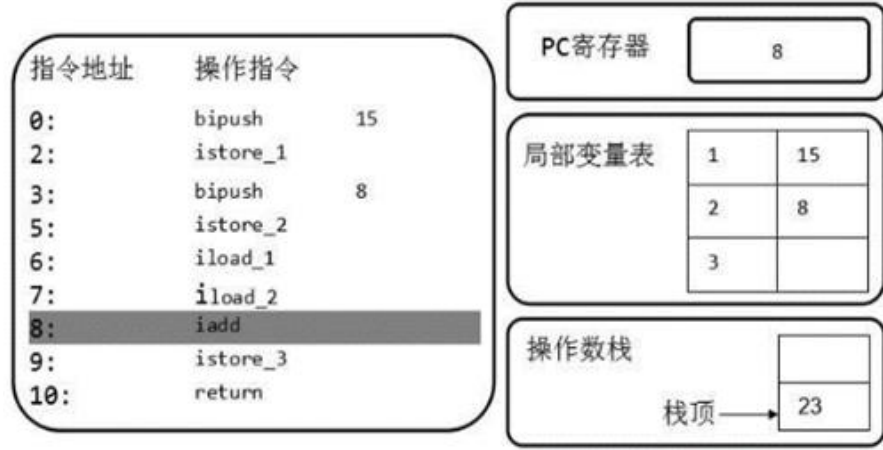 指令地址 操作指令
0: bipush 15
2: istore_1
3: bipush 8
5: istore_2
6: iload_1
7: iload_2
8: iadd
9: istore_3
10: return
PC寄存器 8
局部变量表 1 15
2 8
3
操作数栈
栈顶 23